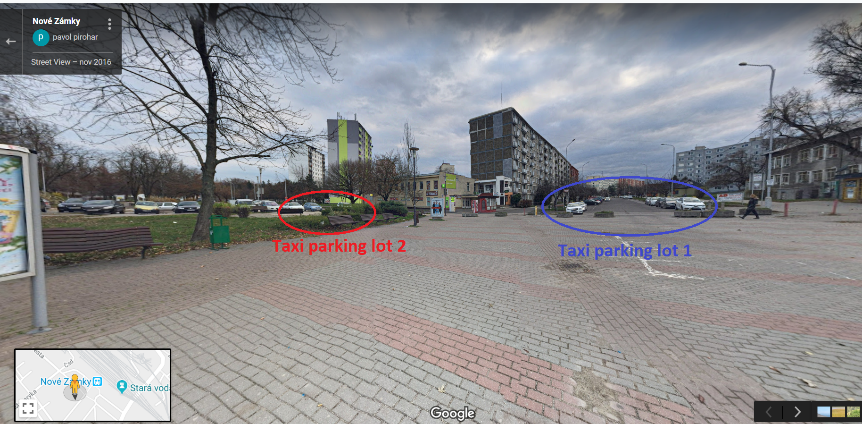 Nové Zámky
p
pavol pirohar
Street View – nov 2016
Taxi parking lot 2
Taxi parking lot 1
Nové Zámky
Stará vod
Google